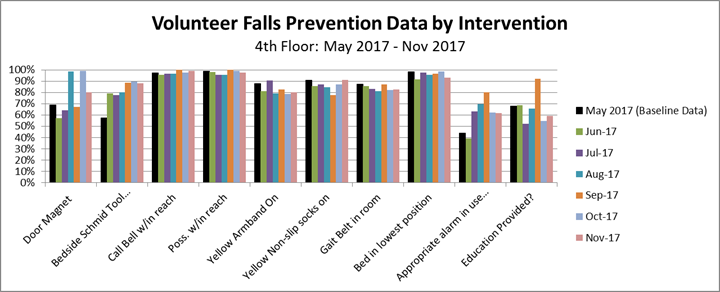 Volunteer Falls Prevention Data by Intervention
4th Floor: May 2017 - Nov 2017
100%
90%
80%
70%
60%
50%
40%
30%
20%
10%
0%
Door Magnet
Bedside Schmid Tool...
Call Bell w/in reach
Poss. w/in reach
Yellow Armband On
Yellow Non-slip socks on
Gait Belt in room
Bed in lowest position
Appropriate alarm in use...
Education Provided?
May 2017 (Baseline Data)
Jun-17
Jul-17
Aug-17
Sep-17
Oct-17
Nov-17